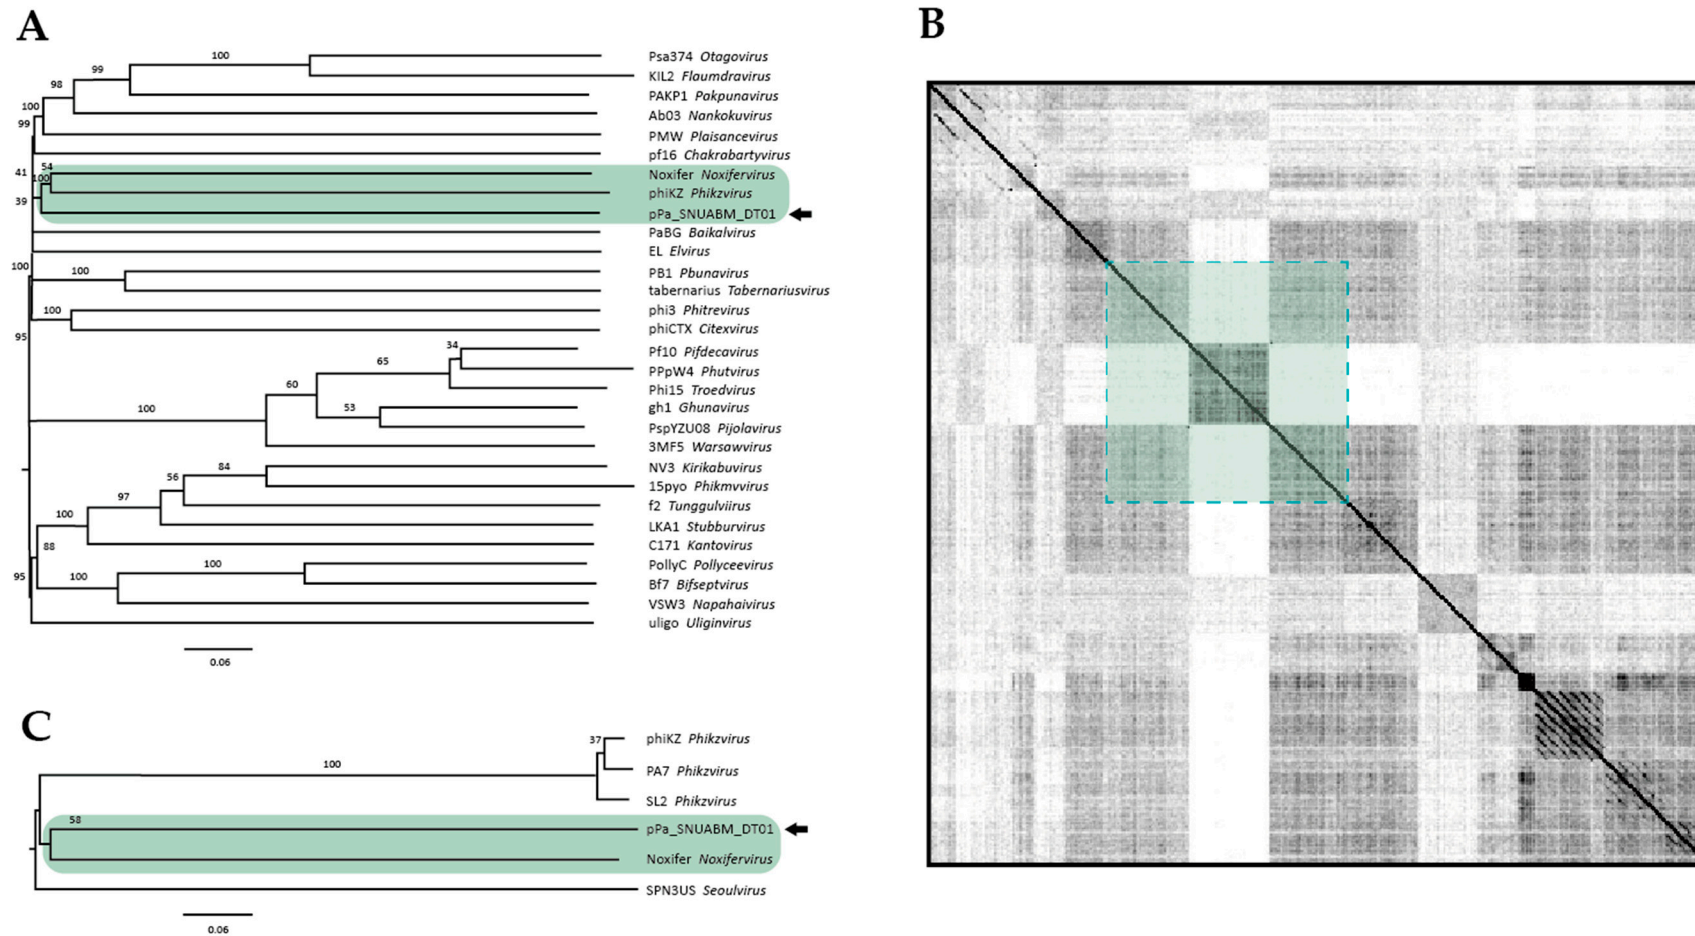 A
100
Psa374 Otagovirus
99
KIL2 Flaumdravirus
98
PAKP1 Pakpunavirus
100
Ab03 Nankokuvirus
99
PMW Plaisancevirus
pf16 Chakrabartyvirus
54
41
Noxifer Noxifervirus
100
phiKZ Phikzvirus
39
pPa_SNUABM_DT01
PaBG Baikalvirus
EL Elvirus
100
100
PB1 Pbunavirus
tabernarius Tabernariusvirus
100
phi3 Phitrevirus
phiCTX Citexvirus
95
34
Pf10 Pifdecavirus
65
PPpW4 Phutvirus
60
Phi15 Troedvirus
100
53
gh1 Ghunavirus
PspYZU08 Pijolavirus
3MF5 Warsawvirus
84
NV3 Kirikabuvirus
56
15pyo Phikmvvirus
97
f2 Tunggulviirus
100
LKA1 Stubburvirus
88
C171 Kantovirus
100
PollyC Pollyceevirus
95
100
Bf7 Bifseptvirus
VSW3 Napahaivirus
uligo Uliginvirus
0.06
B
C
37
phiKZ Phikzvirus
100
PA7 Phikzvirus
SL2 Phikzvirus
58
pPa_SNUABM_DT01
Noxifer Noxifervirus
SPN3US Seoulvirus
0.06